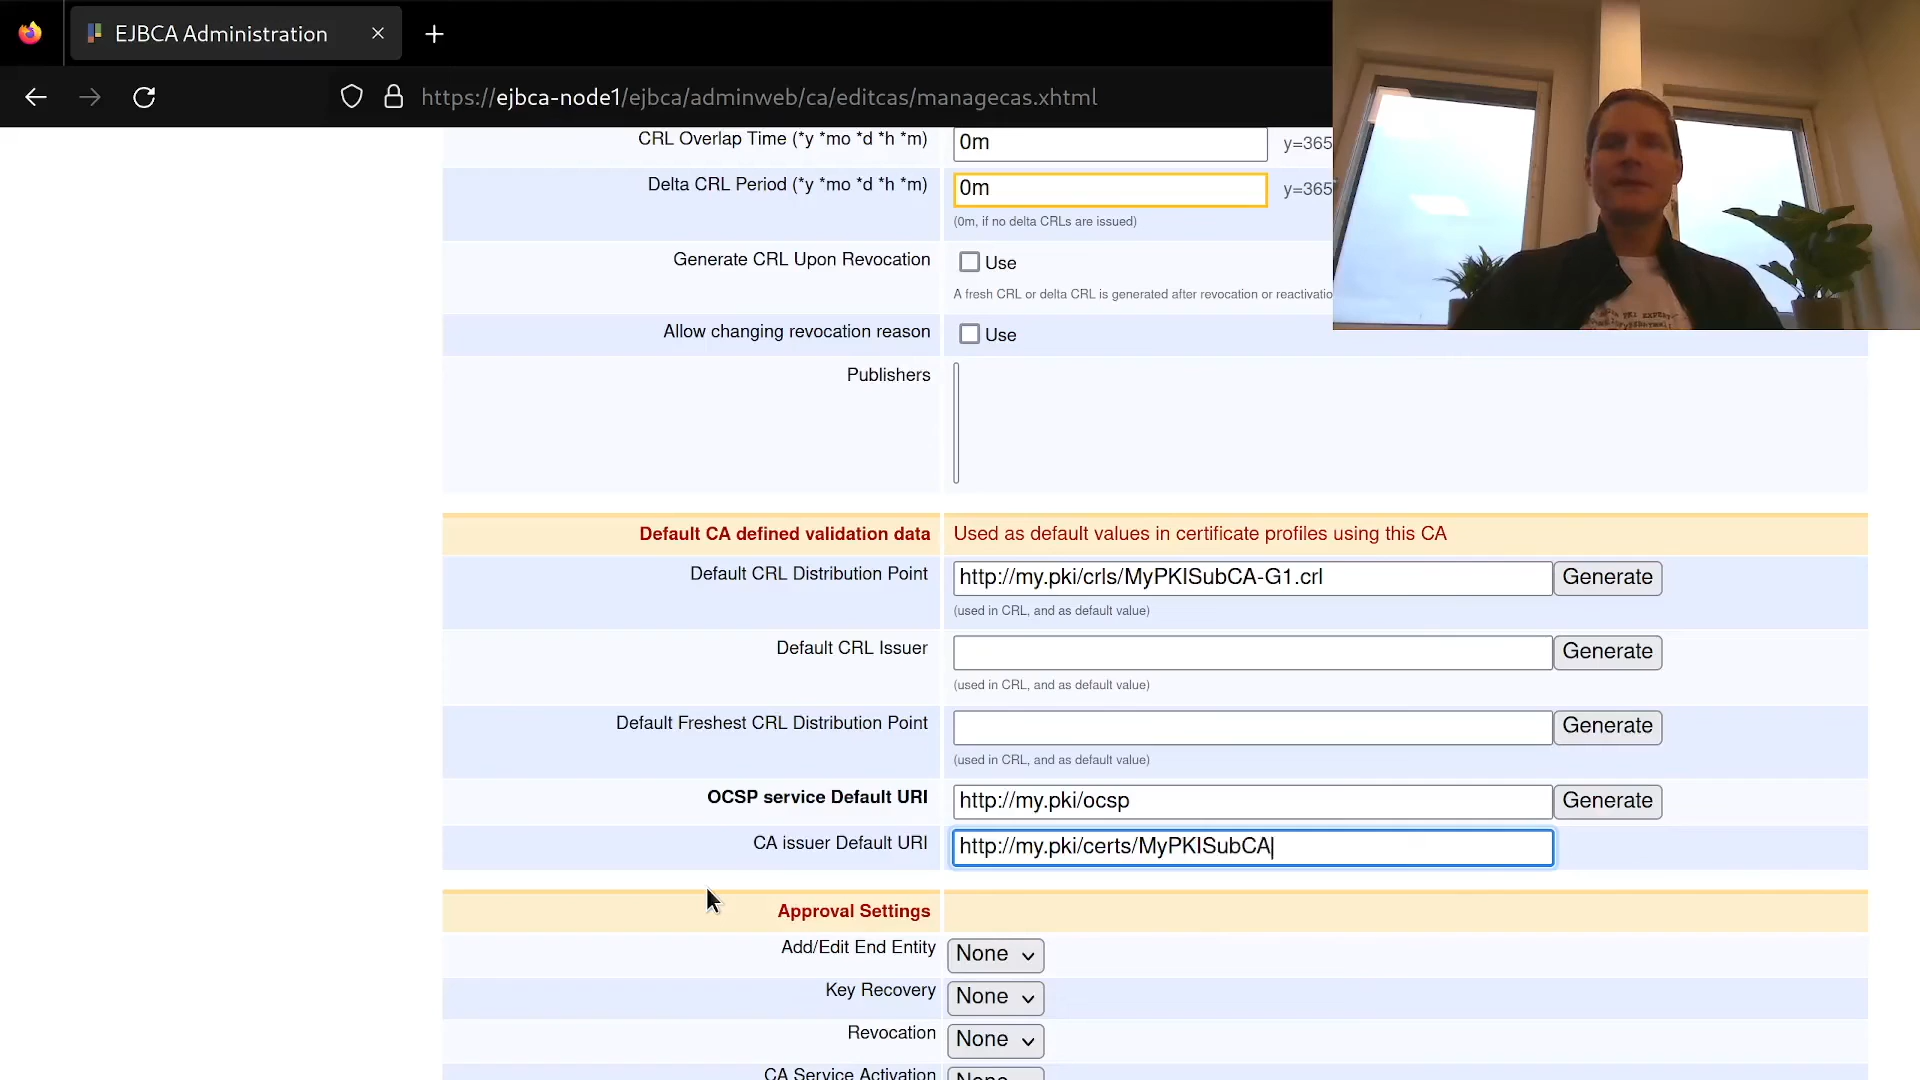 EJBCA Administration
https://ejbca-node1/ejbca/adminweb/ca/editcas/managecas.xhtml
CRL Overlap Time (*y *mo *d *h *m) 0m y=365
Delta CRL Period (*y *mo *d *h *m) 0m y=365
(0m, if no delta CRLs are issued)
Generate CRL Upon Revocation Use
A fresh CRL or delta CRL is generated after revocation or
Allow changing revocation reason Use
Publishers
Default CA defined validation data Used as default values in certificate profiles using this CA
Default CRL Distribution Point http://my.pki/crls/MyPKISubCA-G1.crl Generate
(used in CRL, and as default value)
Default CRL Issuer Generate
(used in CRL, and as default value)
Default Freshest CRL Distribution Point Generate
(used in CRL, and as default value)
OCSP service Default URI http://my.pki/ocsp Generate
CA issuer Default URI http://my.pki/certs/MyPKISubCA
Approval Settings
Add/Edit End Entity None
Key Recovery None
Revocation None
CA Service Activation None